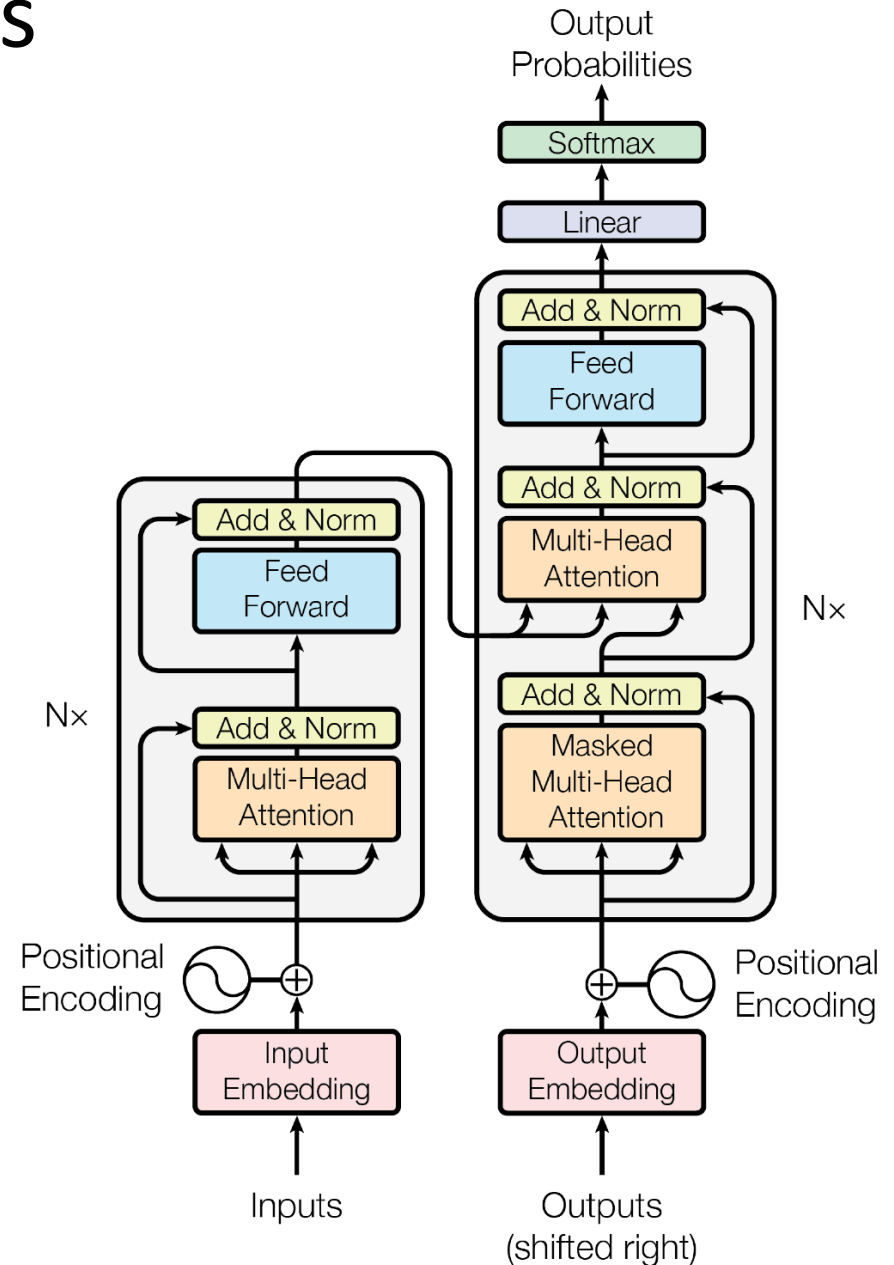 s
Output
Probabilities
Softmax
Linear
Add & Norm
Feed
Forward
Add & Norm
Multi-Head
Attention
Nx
Add & Norm
Masked
Multi-Head
Attention
Add & Norm
Feed
Forward
Nx
Add & Norm
Multi-Head
Attention
Positional
Encoding
Positional
Encoding
Input
Embedding
Output
Embedding
Inputs
Outputs
(shifted right)